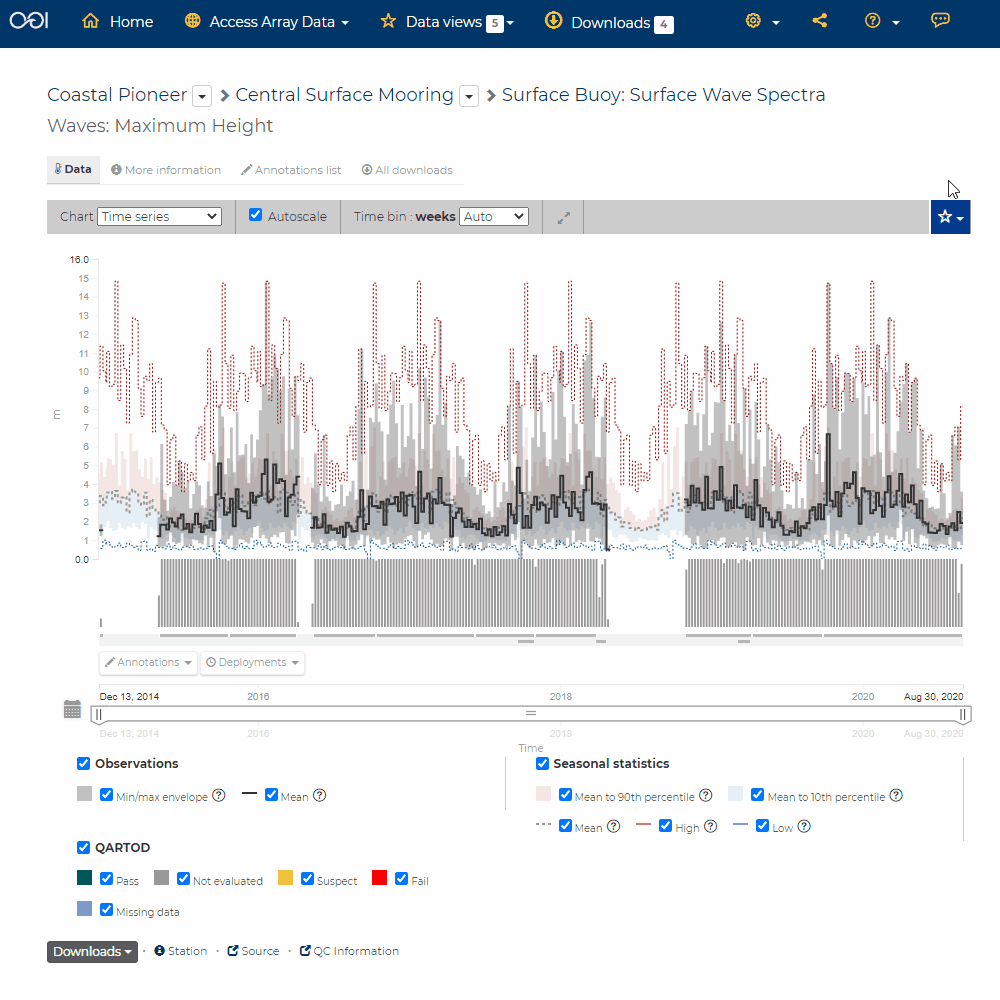 OOI Home Access Array Data Data views 5 Downloads 4
Coastal Pioneer Central Surface Mooring Surface Buoy: Surface Wave Spectra
Waves: Maximum Height
Data More information Annotations list All downloads
Chart Time series Autoscale Time bin : weeks Auto
16.0
15
14
13
12
11
10
9
8
7
6
5
4
3
2
1
0.0
m
Annotations Deployments
Dec 13, 2014 2016 2018 2020 Aug 30, 2020
Dec 13, 2014 2016 2018 2020 Aug 30, 2020
Time
Observations
Min/max envelope ? Mean ?
Seasonal statistics
Mean to 90th percentile ? Mean to 10th percentile ?
Mean ? High ? Low ?
QARTOD
Pass Not evaluated Suspect Fail
Missing data
Downloads · Station · Source · QC Information